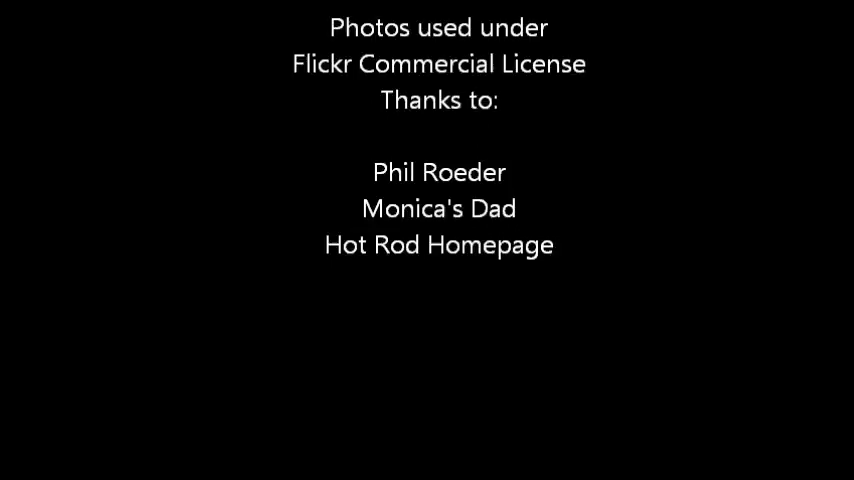 Photos used under
Flickr Commercial License
Thanks to:
Phil Roeder
Monica's Dad
Hot Rod Homepage